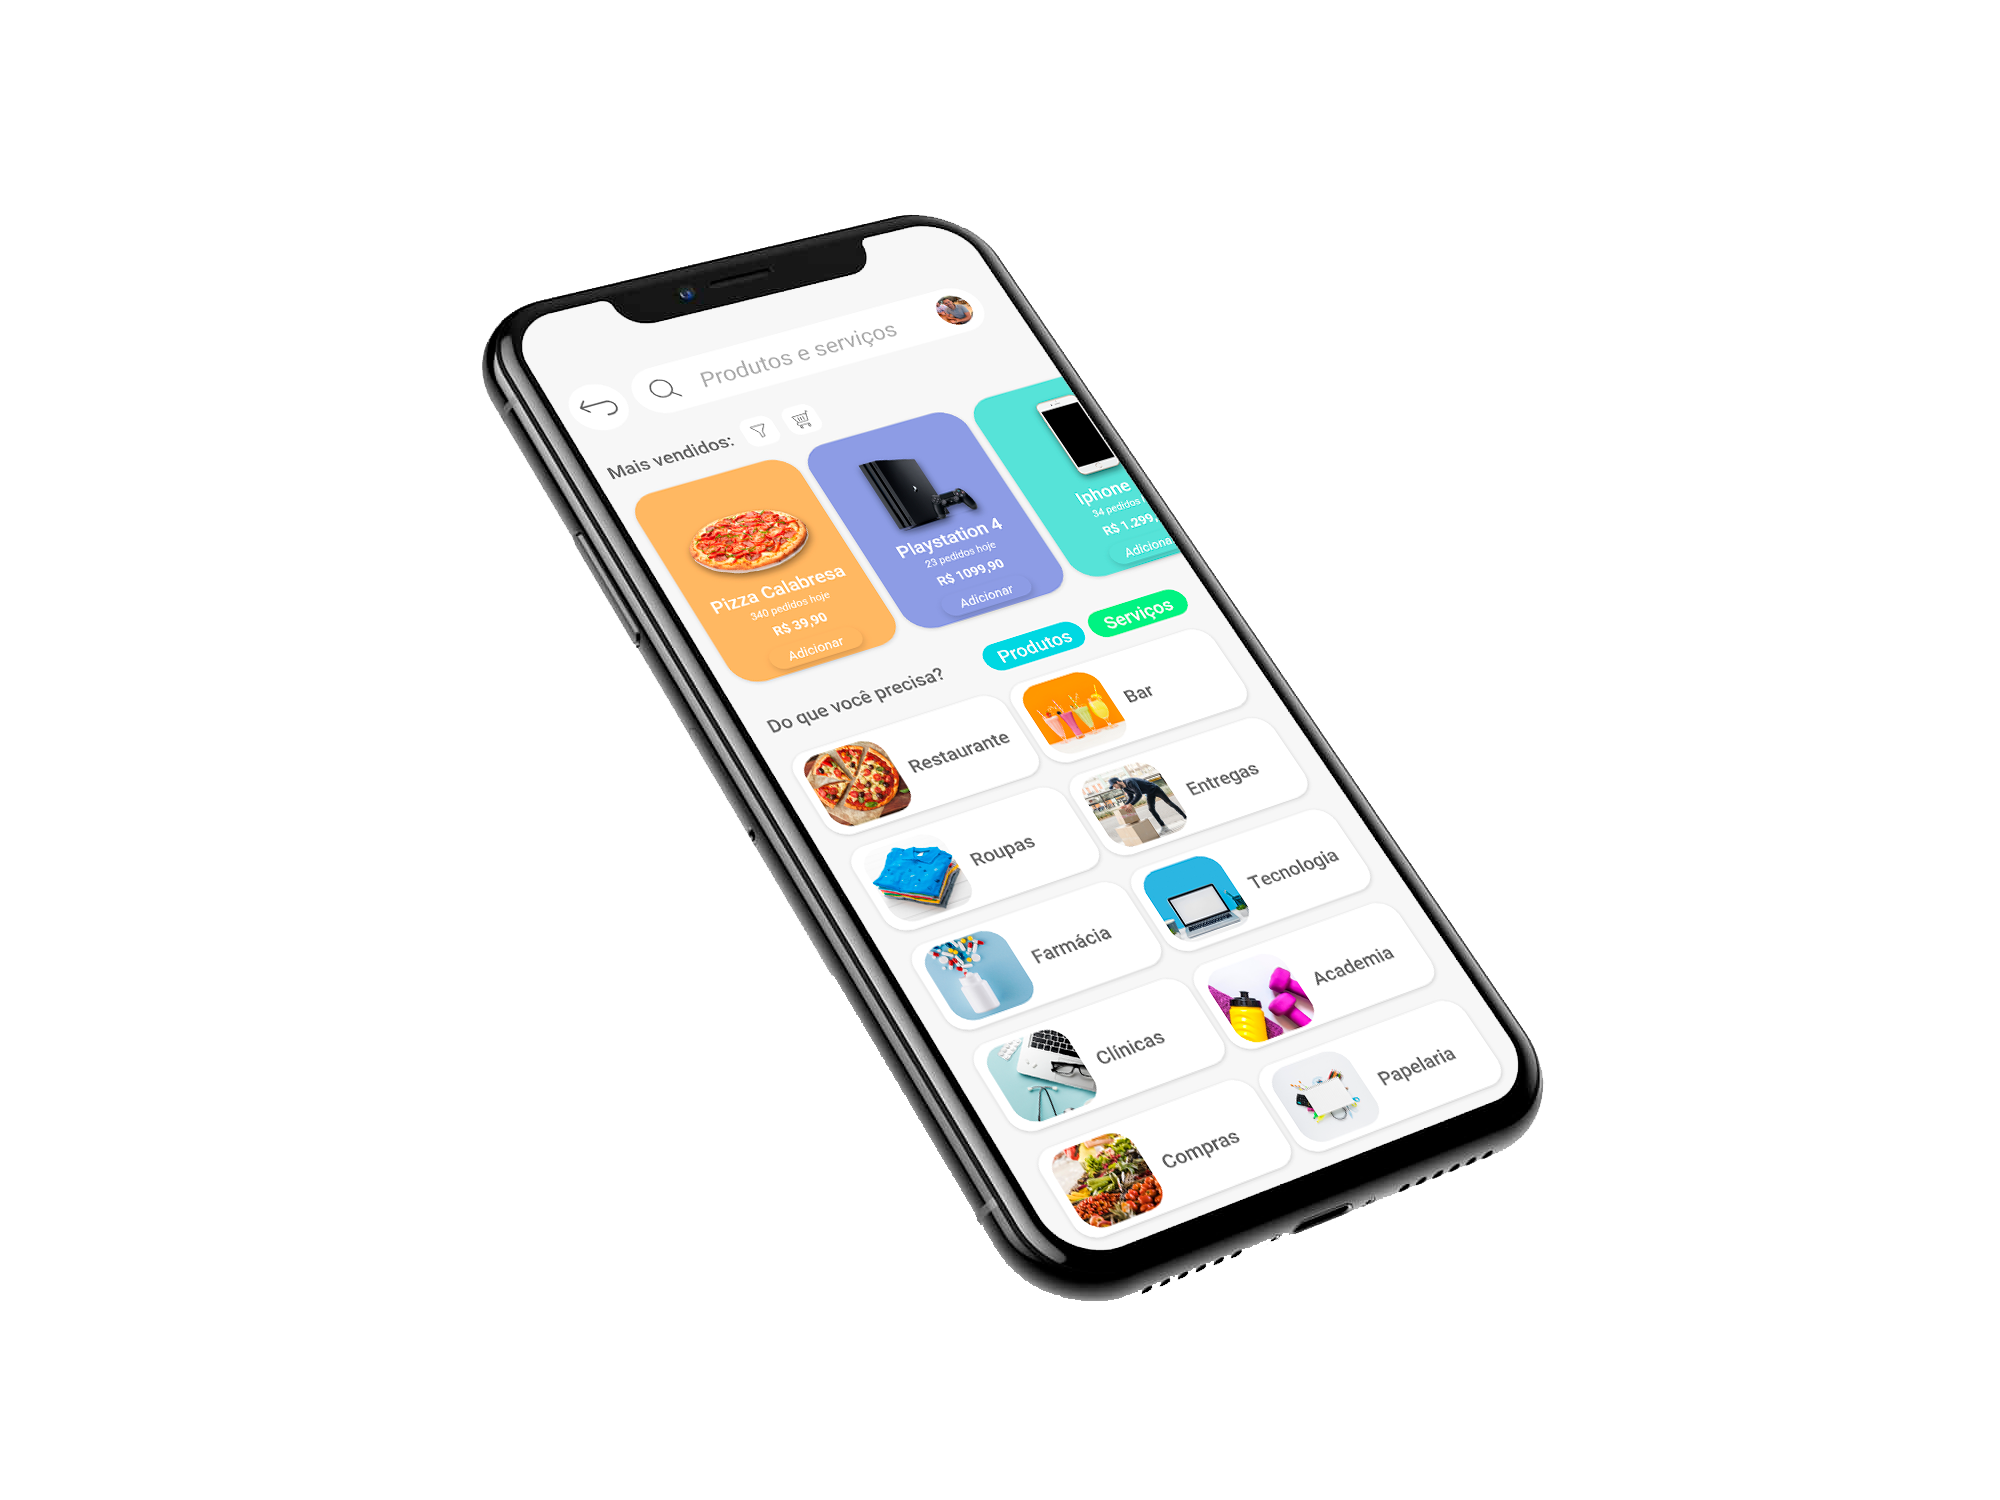 Produtos e serviços
Mais vendidos:
Pizza Calabresa
340 pedidos hoje
R$ 39,90
Adicionar
Playstation 4
23 pedidos hoje
R$ 1099,90
Adicionar
Iphone
34 pedidos
R$ 1.299,
Adiciona
Do que você precisa?
Produtos
Serviços
Restaurante
Bar
Roupas
Entregas
Farmácia
Tecnologia
Clínicas
Academia
Compras
Papelaria